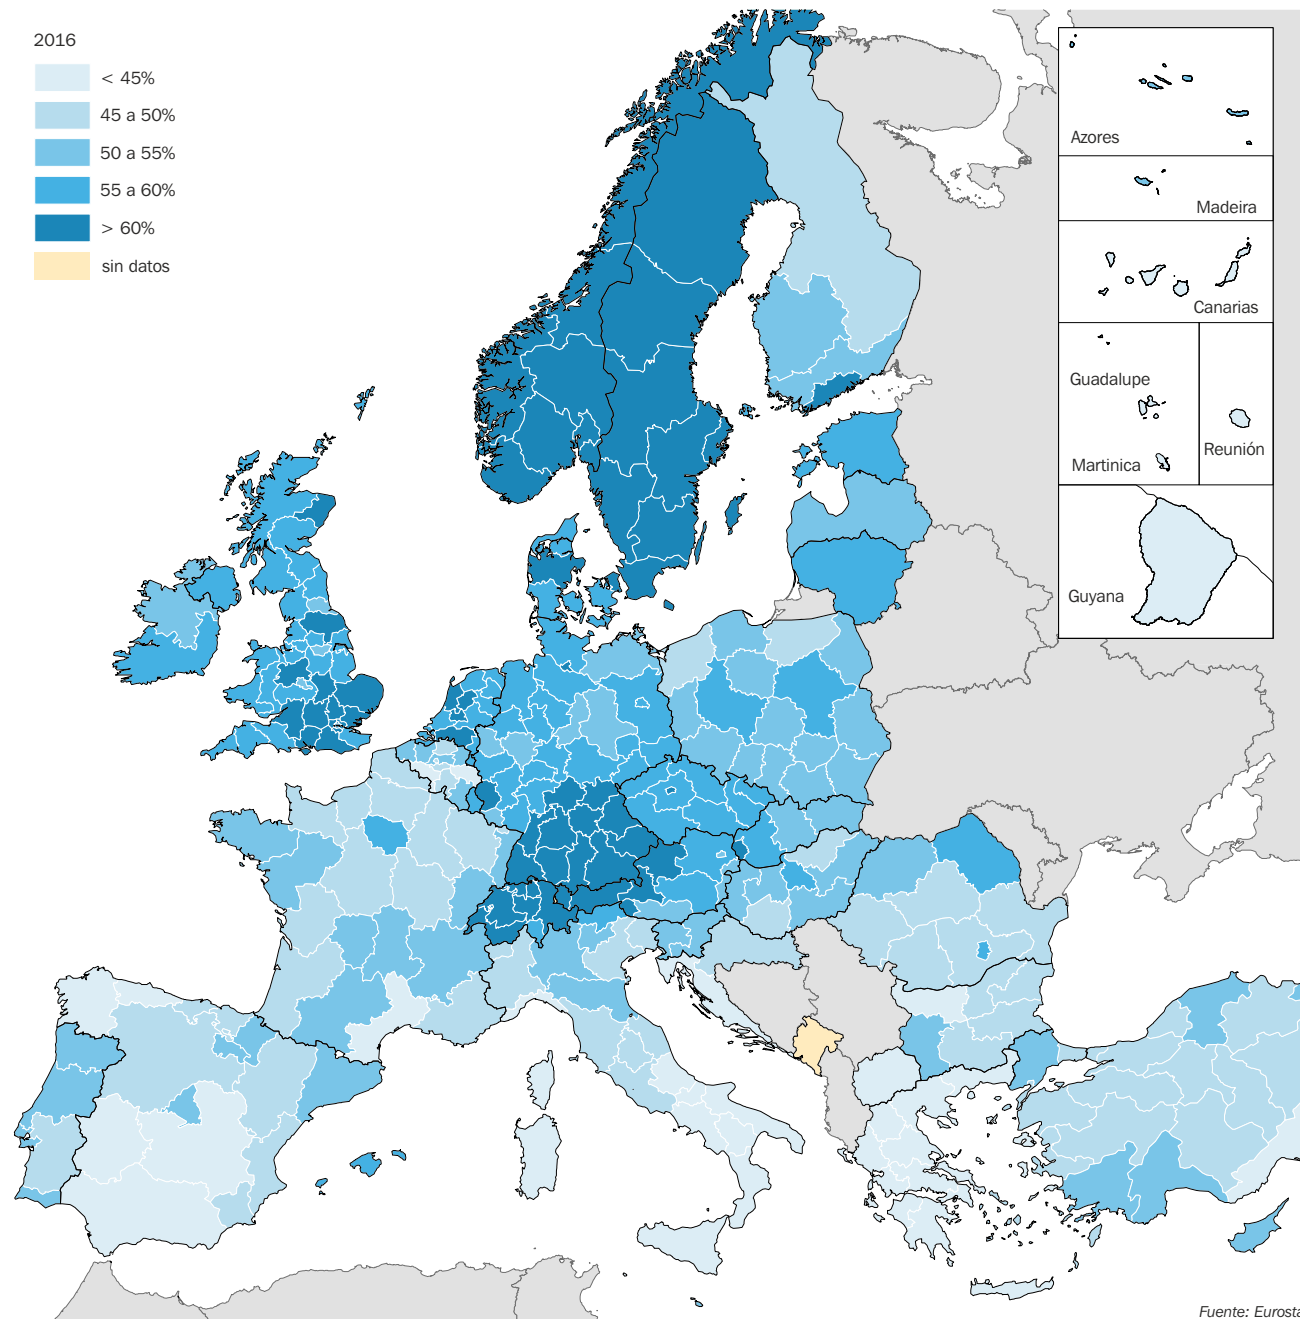 2016
< 45%
45 a 50%
50 a 55%
55 a 60%
> 60%
sin datos
Azores
Madeira
Canarias
Guadalupe
Martinica
Reunión
Guyana
Fuente: Eurosta